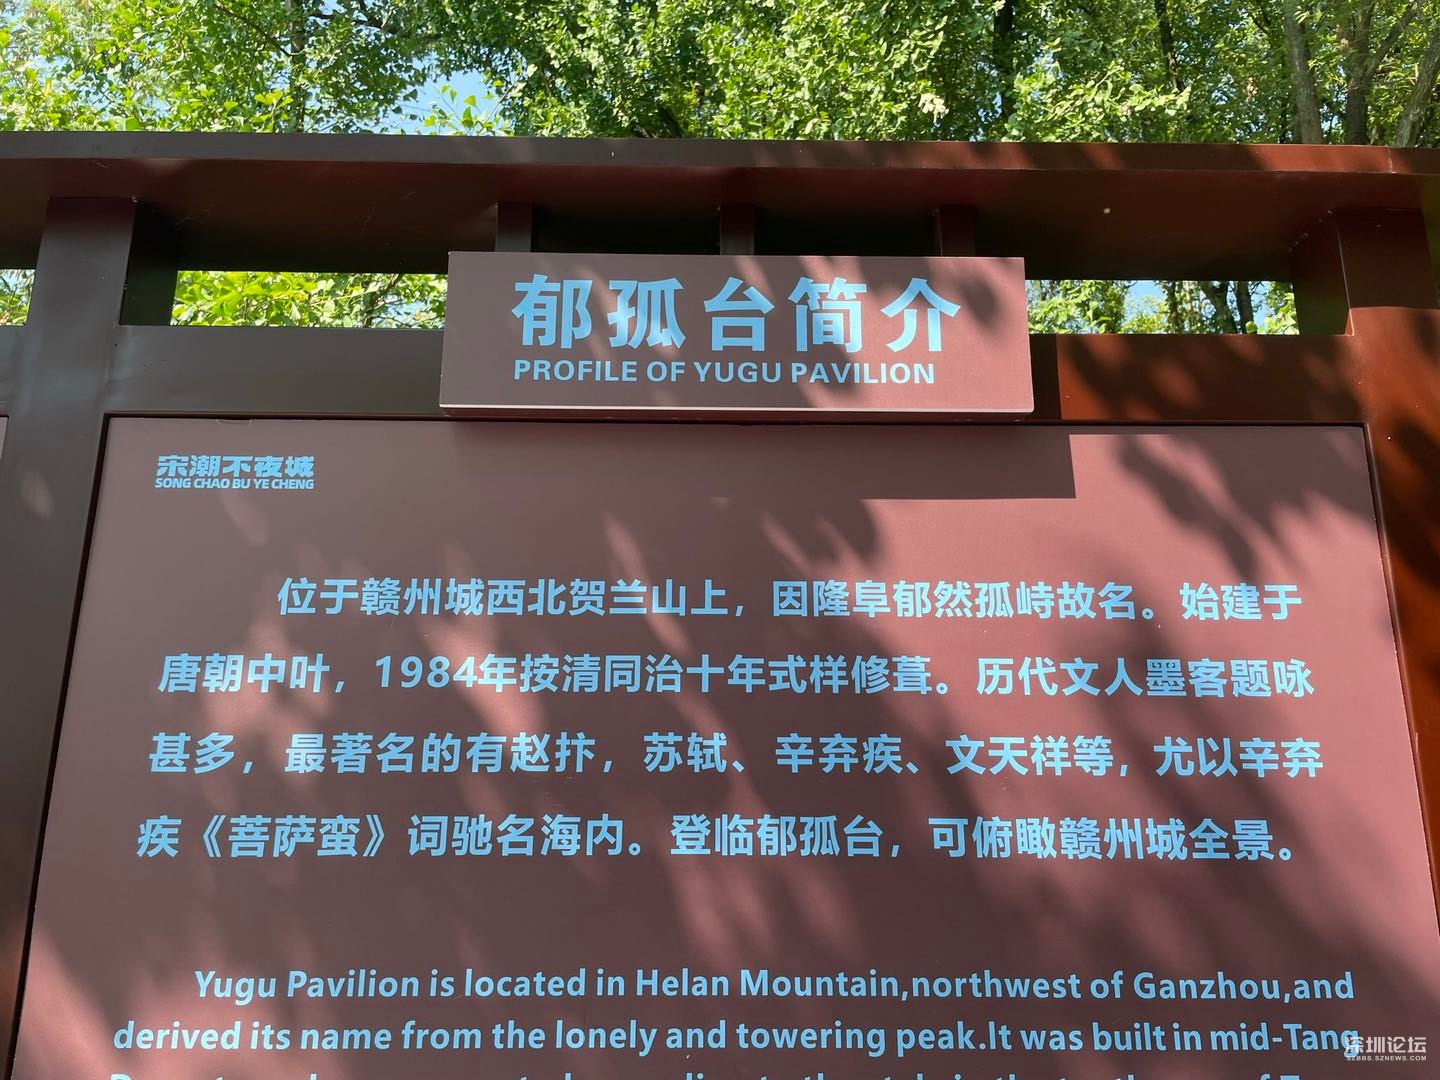 郁孤台简介
PROFILE OF YUGU PAVILION
宋潮不夜城
SONG CHAO BU YE CHENG
位于赣州城西北贺兰山上，因隆阜郁然孤峙故名。始建于
唐朝中叶，1984年按清同治十年式样修葺。历代文人墨客题咏
甚多，最著名的有赵抃，苏轼、辛弃疾、文天祥等，尤以辛弃
疾《菩萨蛮》词驰名海内。登临郁孤台，可俯瞰赣州城全景。
Yugu Pavilion is located in Helan Mountain,northwest of Ganzhou,and
derived its name from the lonely and towering peak.It was built in mid-Tang
深圳论坛
SZBBS.SZNEWS.COM